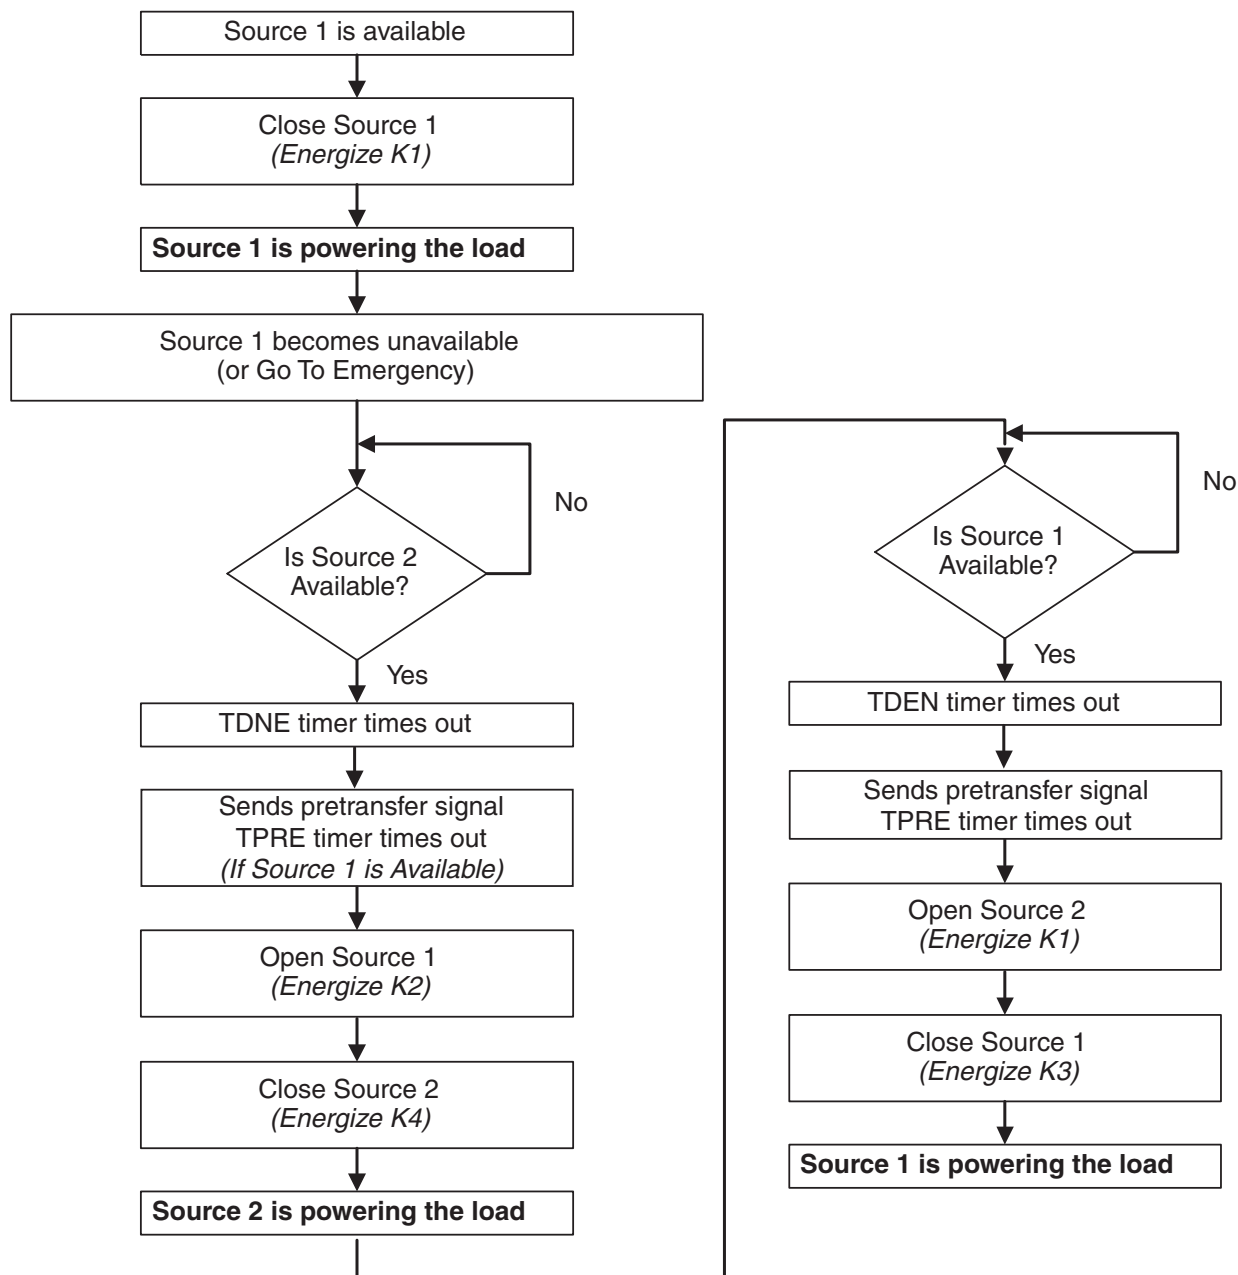 Source 1 is available
Close Source 1
(Energize K1)
Source 1 is powering the load
Source 1 becomes unavailable
(or Go To Emergency)
No
Is Source 2
Available?
Yes
TDNE timer times out
Sends pretransfer signal
TPRE timer times out
(If Source 1 is Available)
Open Source 1
(Energize K2)
Close Source 2
(Energize K4)
Source 2 is powering the load
No
Is Source 1
Available?
Yes
TDEN timer times out
Sends pretransfer signal
TPRE timer times out
Open Source 2
(Energize K1)
Close Source 1
(Energize K3)
Source 1 is powering the load